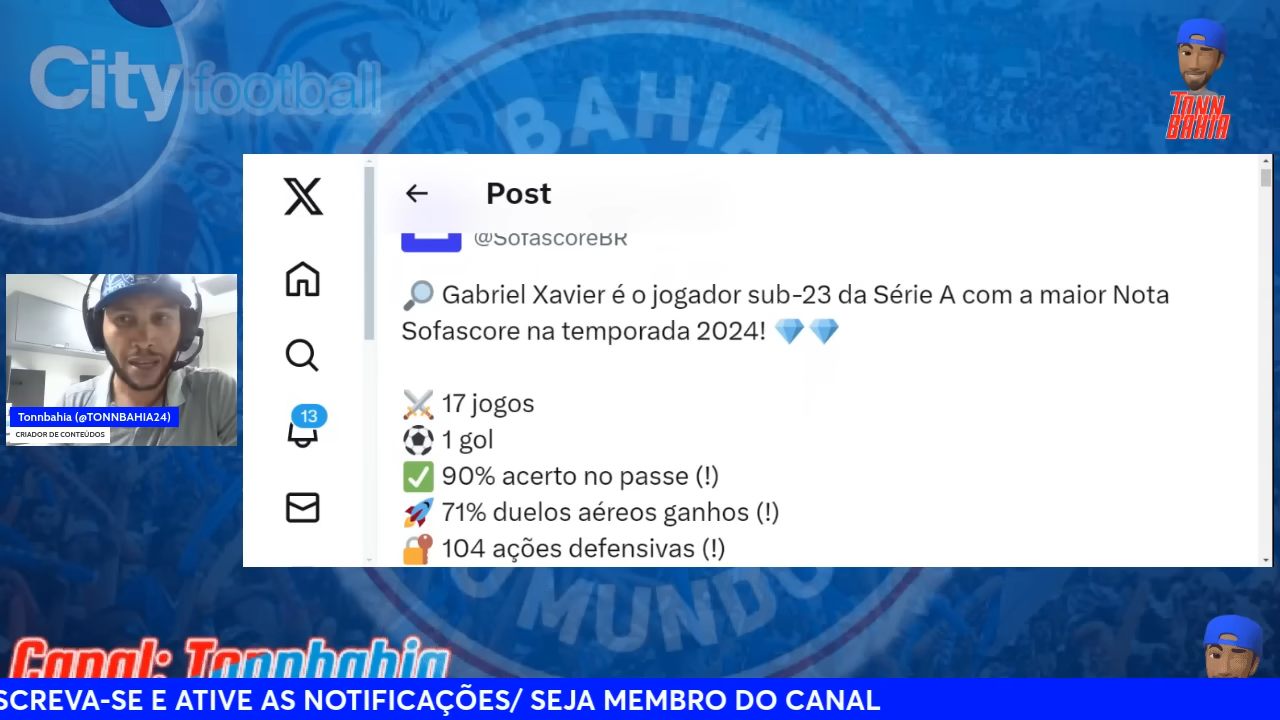 City football
BAHIA
TONN
BAHIA
Post
@SofascoreBR
Gabriel Xavier é o jogador sub-23 da Série A com a maior Nota
Sofascore na temporada 2024!
17 jogos
1 gol
90% acerto no passe (!)
71% duelos aéreos ganhos (!)
104 ações defensivas (!)
13
Tonnbahia (@TONNBAHIA24)
CRIADOR DE CONTEÚDOS
MUNDO
Canal: Tonnbahia
SCREVA-SE E ATIVE AS NOTIFICAÇÕES/ SEJA MEMBRO DO CANAL